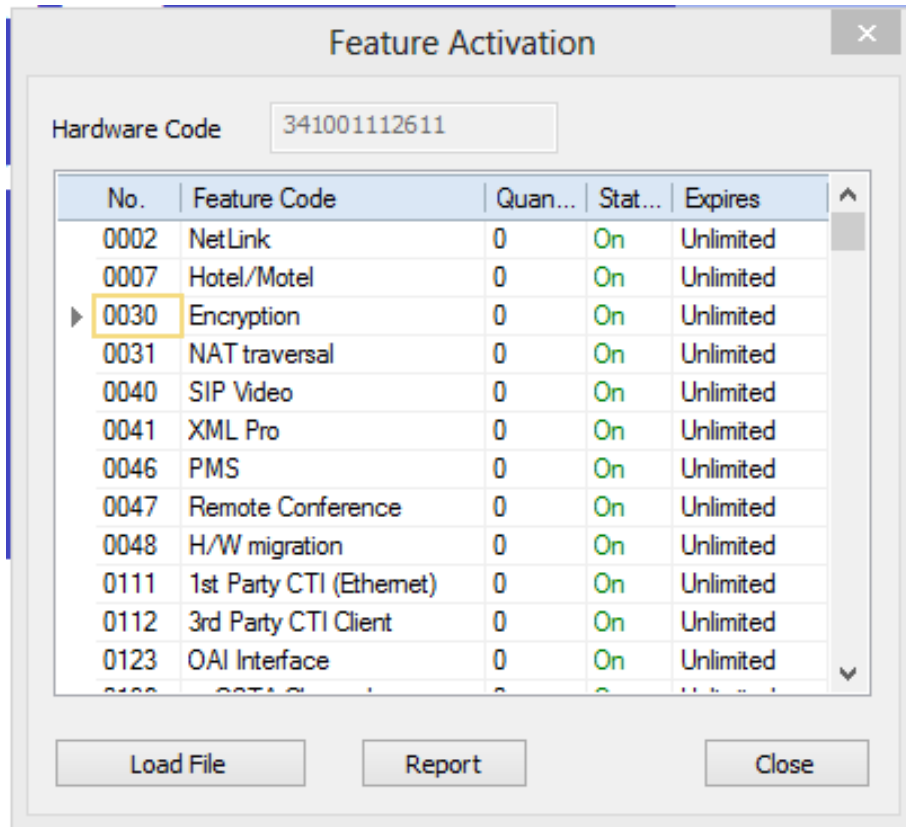 Feature Activation
Hardware Code 341001112611
No. Feature Code Quan... Stat... Expires
0002 NetLink 0 On Unlimited
0007 Hotel/Motel 0 On Unlimited
0030 Encryption 0 On Unlimited
0031 NAT traversal 0 On Unlimited
0040 SIP Video 0 On Unlimited
0041 XML Pro 0 On Unlimited
0046 PMS 0 On Unlimited
0047 Remote Conference 0 On Unlimited
0048 H/W migration 0 On Unlimited
0111 1st Party CTI (Ethernet) 0 On Unlimited
0112 3rd Party CTI Client 0 On Unlimited
0123 OAI Interface 0 On Unlimited
Load File Report Close